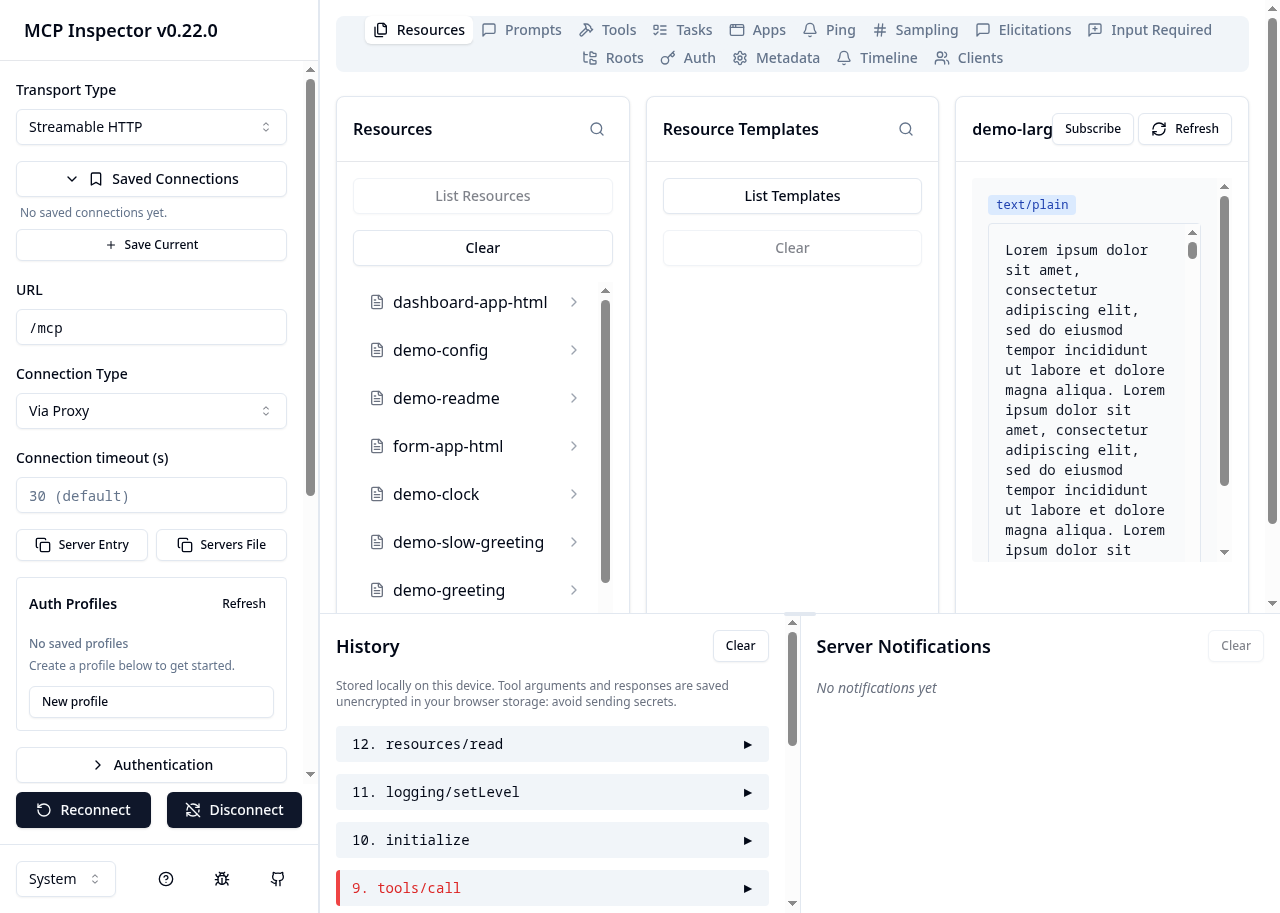 MCP Inspector v0.22.0
Transport Type
Streamable HTTP
Saved Connections
No saved connections yet.
Save Current
URL
/mcp
Connection Type
Via Proxy
Connection timeout (s)
30 (default)
Server Entry
Servers File
Auth Profiles
Refresh
No saved profiles
Create a profile below to get started.
New profile
Authentication
Reconnect
Disconnect
System
Resources
Prompts
Tools
Tasks
Apps
Ping
Sampling
Elicitations
Input Required
Roots
Auth
Metadata
Timeline
Clients
Resources
List Resources
Clear
dashboard-app-html
demo-config
demo-readme
form-app-html
demo-clock
demo-slow-greeting
demo-greeting
Resource Templates
List Templates
Clear
demo-larg
Subscribe
Refresh
text/plain
Lorem ipsum dolor
sit amet,
consectetur
adipiscing elit,
sed do eiusmod
tempor incididunt
ut labore et dolore
magna aliqua. Lorem
ipsum dolor sit
amet, consectetur
adipiscing elit,
sed do eiusmod
tempor incididunt
ut labore et dolore
magna aliqua. Lorem
ipsum dolor sit
History
Clear
Stored locally on this device. Tool arguments and responses are saved
unencrypted in your browser storage: avoid sending secrets.
12. resources/read
11. logging/setLevel
10. initialize
9. tools/call
Server Notifications
Clear
No notifications yet